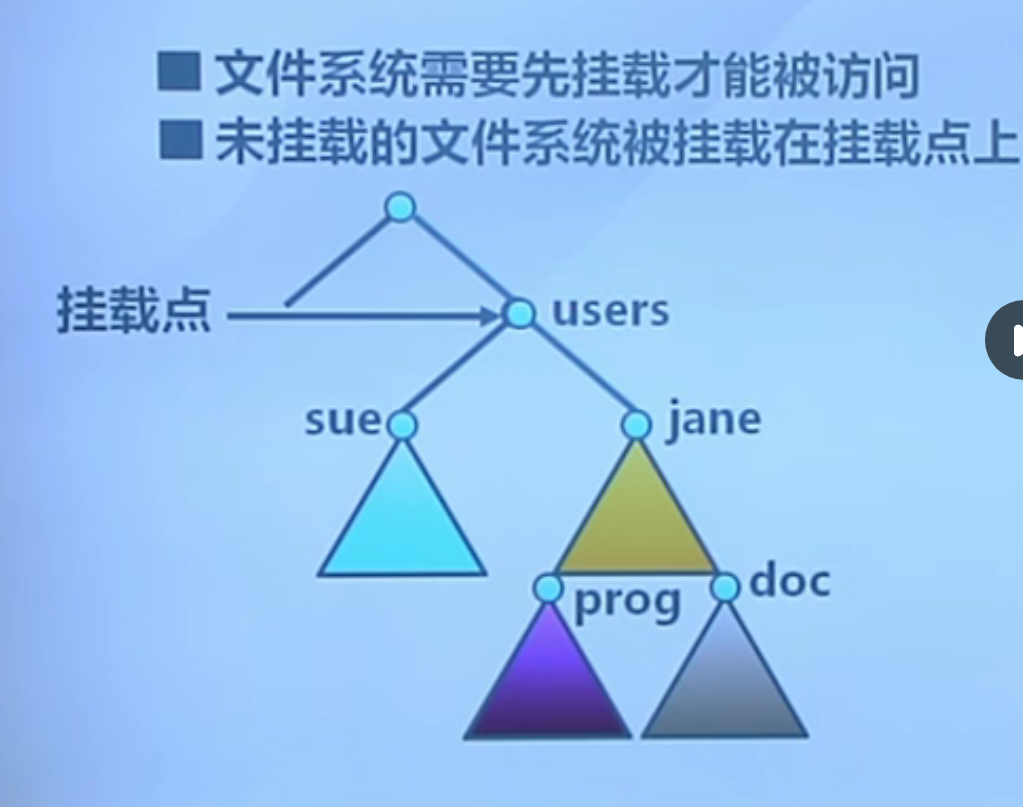 文件系统需要先挂载才能被访问
未挂载的文件系统被挂载在挂载点上
挂载点
users
sue
jane
prog
doc